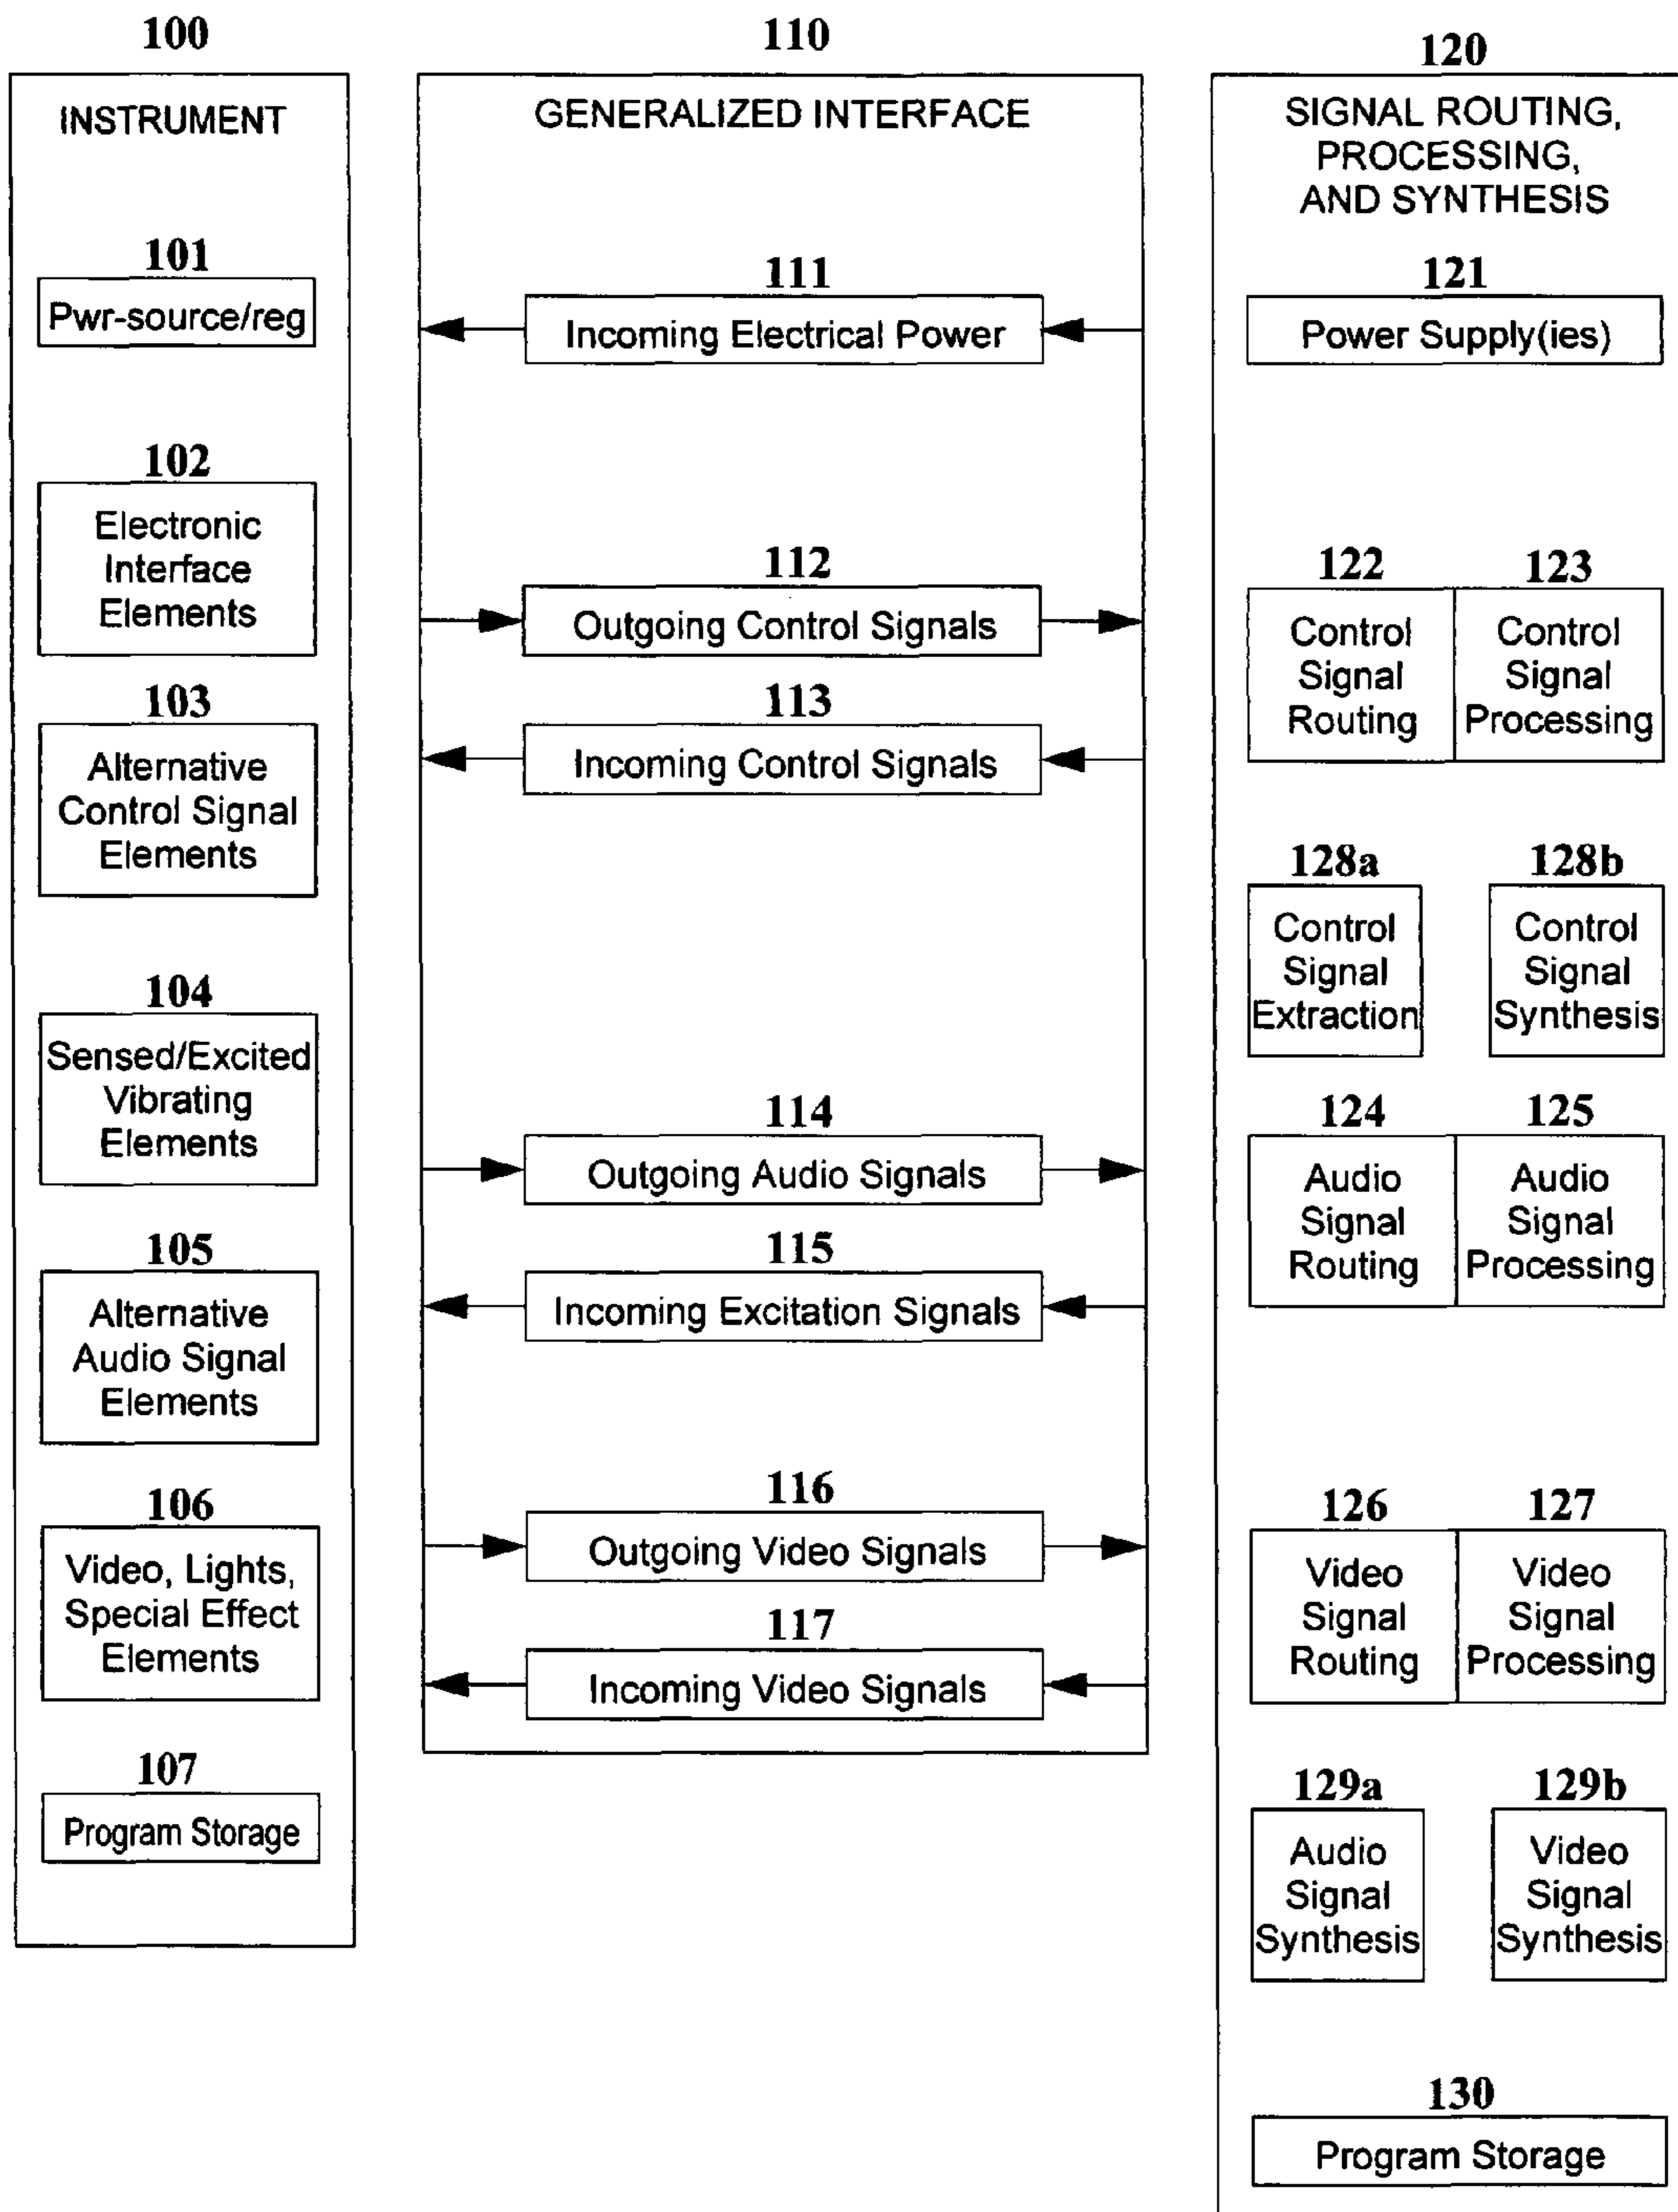 100
INSTRUMENT
101
Pwr-source/reg
102
Electronic
Interface
Elements
103
Alternative
Control Signal
Elements
104
Sensed/Excited
Vibrating
Elements
105
Alternative
Audio Signal
Elements
106
Video, Lights,
Special Effect
Elements
107
Program Storage
110
GENERALIZED INTERFACE
111
Incoming Electrical Power
112
Outgoing Control Signals
113
Incoming Control Signals
114
Outgoing Audio Signals
115
Incoming Excitation Signals
116
Outgoing Video Signals
117
Incoming Video Signals
120
SIGNAL ROUTING,
PROCESSING,
AND SYNTHESIS
121
Power Supply(ies)
122
Control
Signal
Routing
123
Control
Signal
Processing
128a
Control
Signal
Extraction
128b
Control
Signal
Synthesis
124
Audio
Signal
Routing
125
Audio
Signal
Processing
126
Video
Signal
Routing
127
Video
Signal
Processing
129a
Audio
Signal
Synthesis
129b
Video
Signal
Synthesis
130
Program Storage